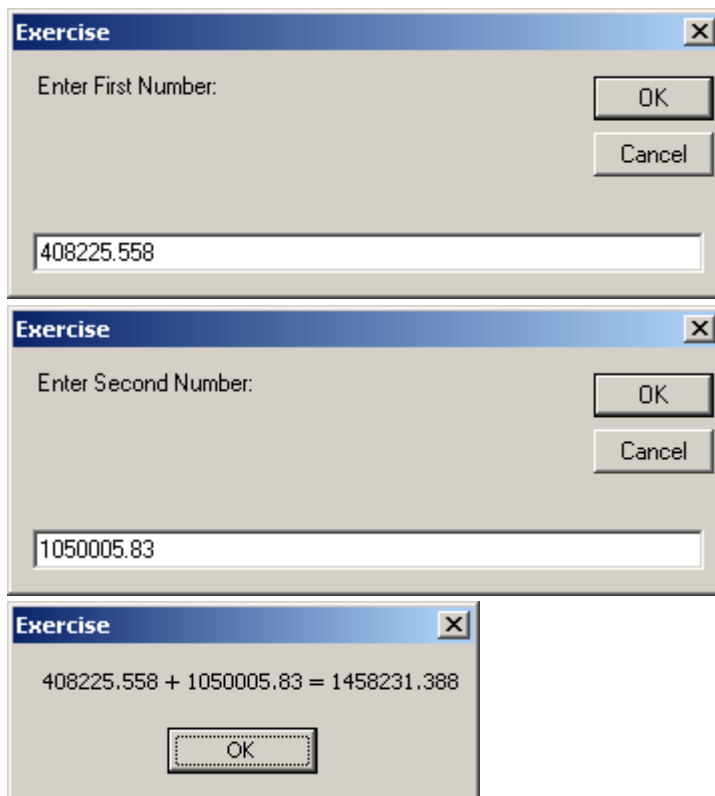 Exercise
Enter First Number:
OK
Cancel
408225.558
Exercise
Enter Second Number:
OK
Cancel
1050005.83
Exercise
408225.558 + 1050005.83 = 1458231.388
OK